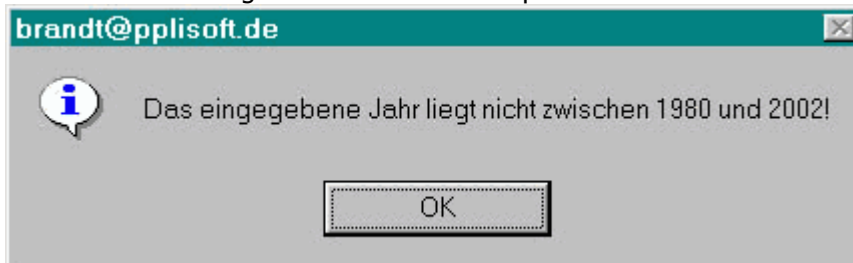 brandt@pplisoft.de
Das eingegebene Jahr liegt nicht zwischen 1980 und 2002!
OK